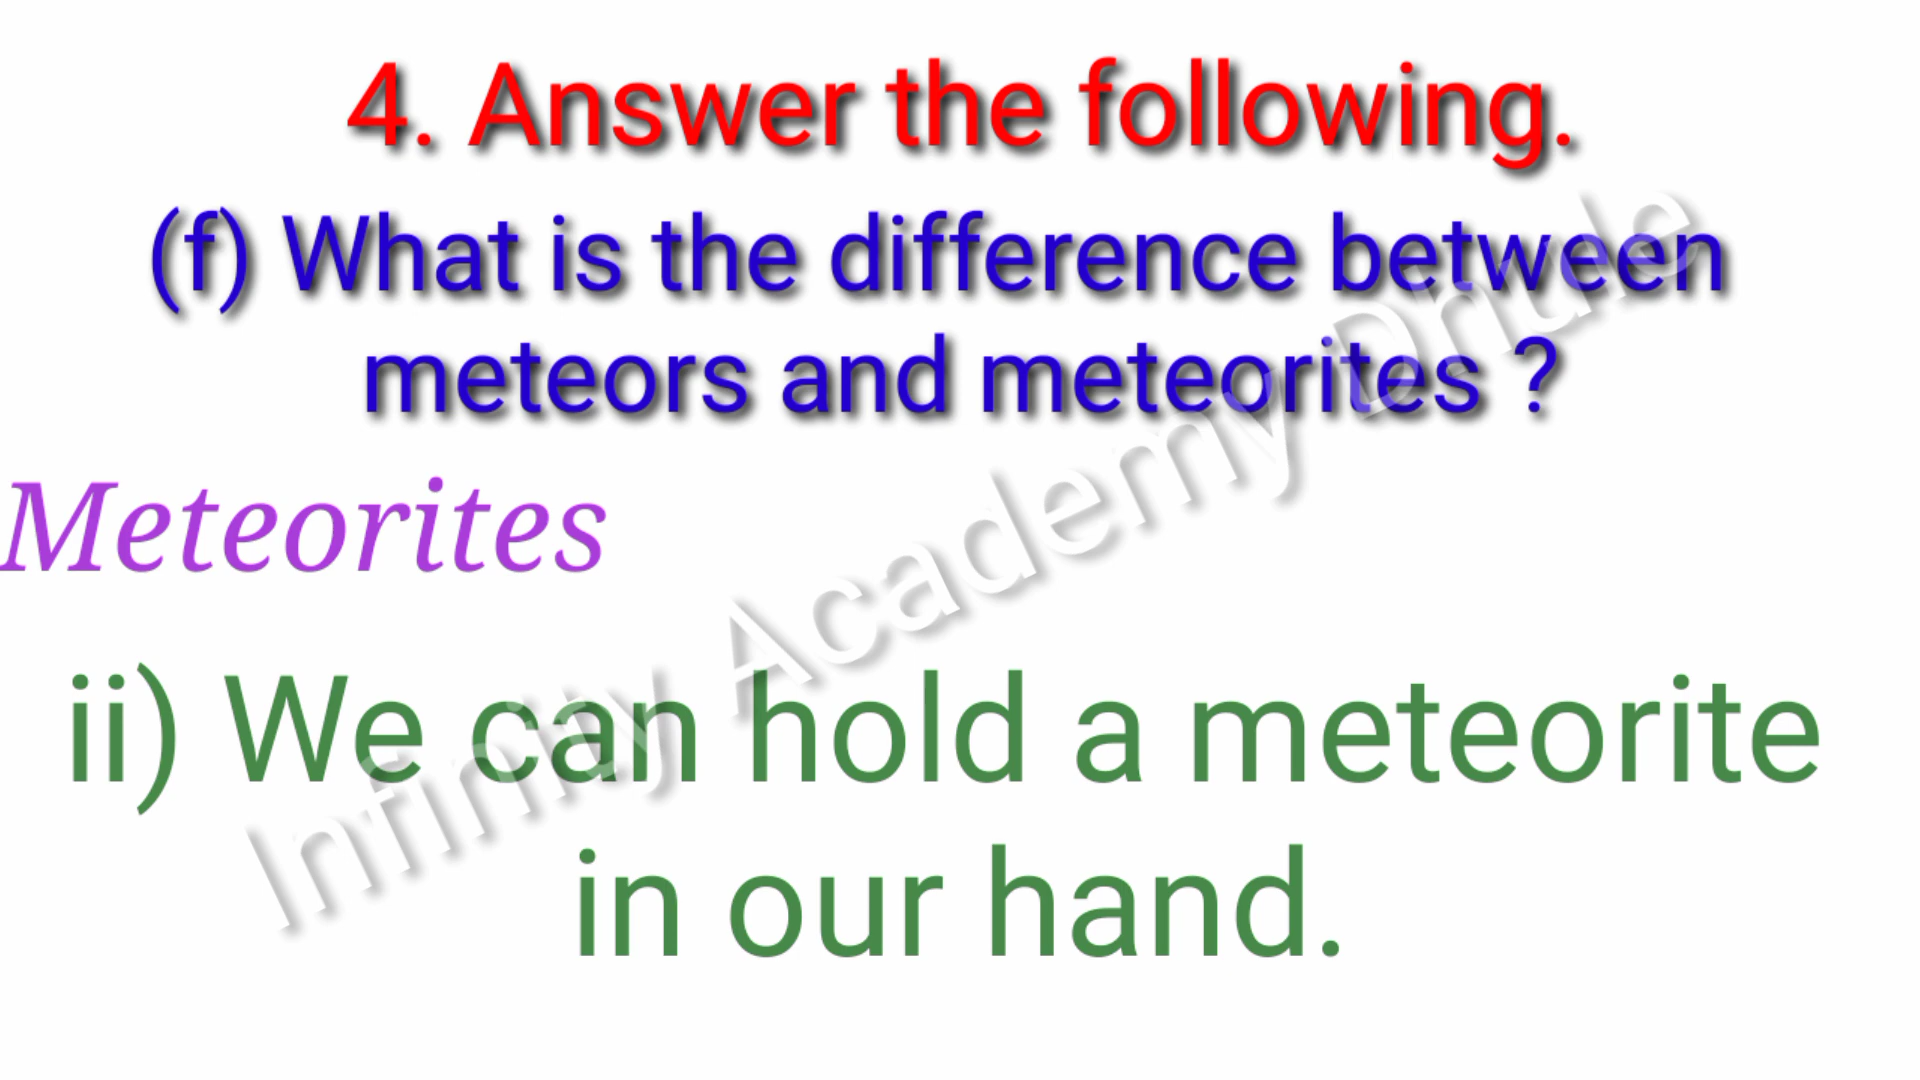 4. Answer the following.
(f) What is the difference between
meteors and meteorites ?
Meteorites
ii) We can hold a meteorite
in our hand.
Infinity Academy Dhule